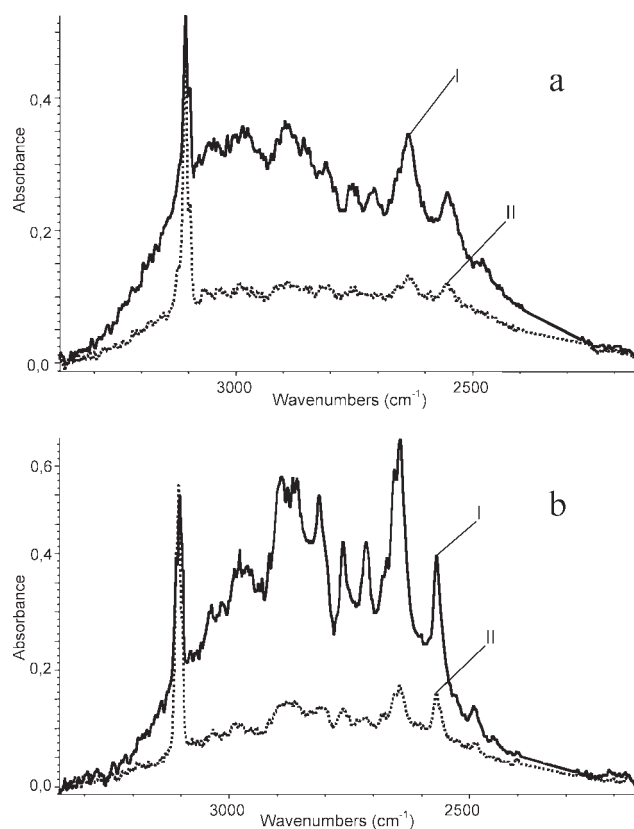 a
I
0,4
Absorbance
0,2
II
0,0
3000
2500
Wavenumbers (cm-1)
0,6
b
I
0,4
Absorbance
II
0,2
0,0
3000
2500
Wavenumbers (cm-1)